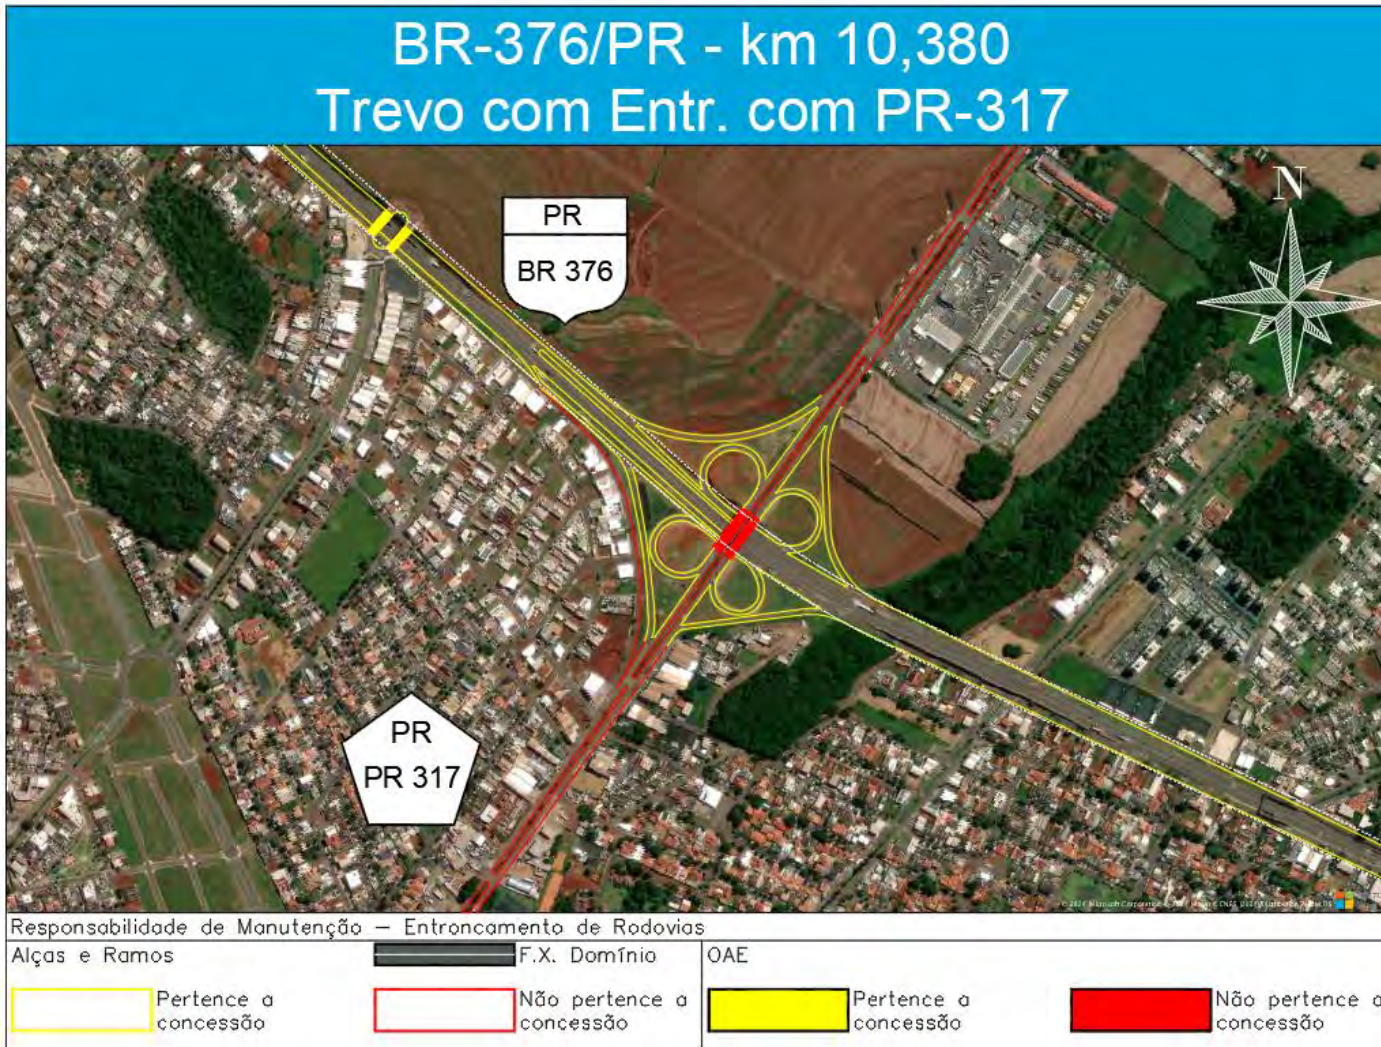 BR-376/PR - km 10,380
Trevo com Entr. com PR-317
N
PR
BR 376
PR
PR 317
Responsabilidade de Manutenção – Entroncamento de Rodovias
Alças e Ramos
F.X. Domínio
OAE
Pertence a
concessão
Não pertence a
concessão
Pertence a
concessão
Não pertence a
concessão